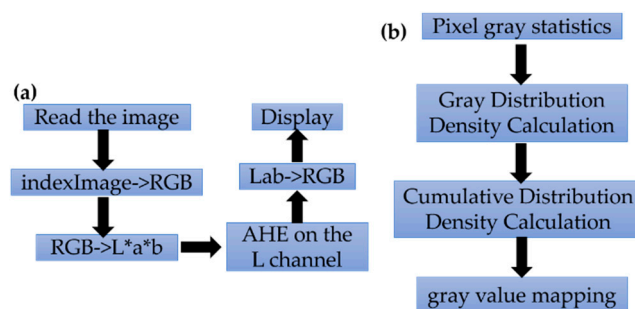 (a)
Read the image
indexImage->RGB
RGB->L*a*b
AHE on the
L channel
Lab->RGB
Display
(b)
Pixel gray statistics
Gray Distribution
Density Calculation
Cumulative Distribution
Density Calculation
gray value mapping